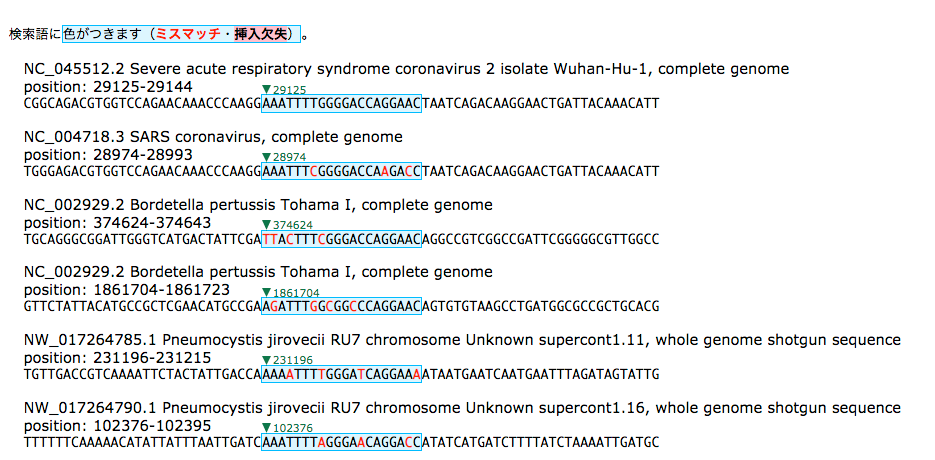 検索語に色がつきます（ミスマッチ・挿入欠失）。
NC_045512.2 Severe acute respiratory syndrome coronavirus 2 isolate Wuhan-Hu-1, complete genome
position: 29125-29144
▼29125
CGGCAGACGTGGTCCAGAACAAACCCAAGGAAATTTTGGGGACCAGGAACTAATCAGACAAGGAACTGATTACAAACATT
NC_004718.3 SARS coronavirus, complete genome
position: 28974-28993
▼28974
TGGGAGACGTGGTCCAGAACAAACCCAAGGAAATTTCGGGGACCAAGACCTAATCAGACAAGGAACTGATTACAAACATT
NC_002929.2 Bordetella pertussis Tohama I, complete genome
position: 374624-374643
▼374624
TGCAGGGCGGATTGGGTCATGACTATTCGATTACTTTCGGGACCAGGAACAGGCCGTCGGCCGATTCGGGGGCGTTGGCC
NC_002929.2 Bordetella pertussis Tohama I, complete genome
position: 1861704-1861723
▼1861704
GTTCTATTACATGCCGCTCGAACATGCCGAAGATTTGGCGGCCCAGGAACAGTGTGTAAGCCTGATGGCGCCGCTGCACG
NW_017264785.1 Pneumocystis jirovecii RU7 chromosome Unknown supercont1.11, whole genome shotgun sequence
position: 231196-231215
▼231196
TGTTGACCGTCAAAATTCTACTATTGACCAAAAATTTTGGGATCAGGAAAATAATGAATCAATGAATTTAGATAGTATTG
NW_017264790.1 Pneumocystis jirovecii RU7 chromosome Unknown supercont1.16, whole genome shotgun sequence
position: 102376-102395
▼102376
TTTTTTCAAAAACATATTATTTAATTGATCAAATTTTAGGGAACAGGACCATATCATGATCTTTTATCTAAAATTGATGC